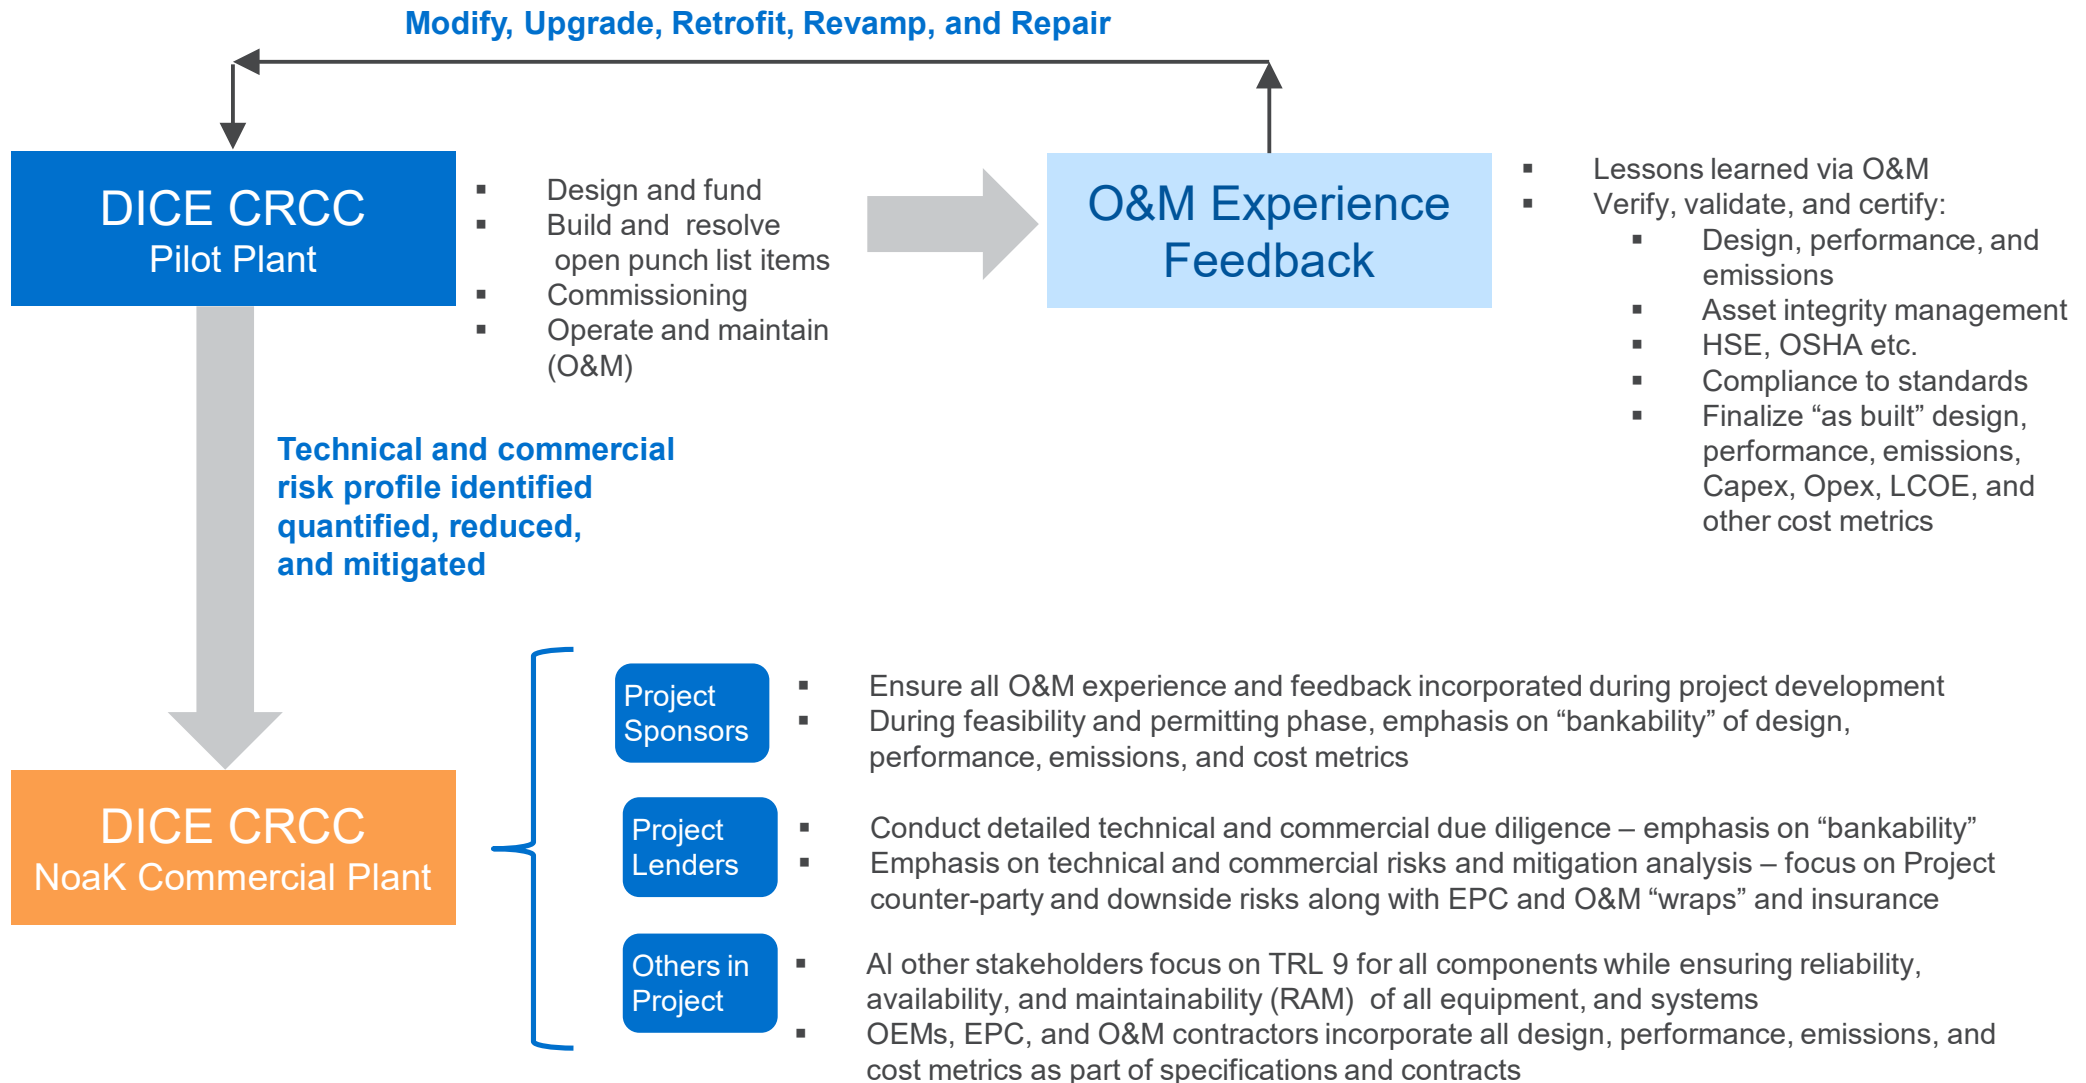 Modify, Upgrade, Retrofit, Revamp, and Repair
DICE CRCC
Pilot Plant
▪ Design and fund
▪ Build and  resolve
open punch list items
▪ Commissioning
▪ Operate and maintain
(O&M)
O&M Experience
Feedback
▪ Lessons learned via O&M
▪ Verify, validate, and certify:
▪ Design, performance, and
emissions
▪ Asset integrity management
▪ HSE, OSHA etc.
▪ Compliance to standards
▪ Finalize “as built” design,
performance, emissions,
Capex, Opex, LCOE, and
other cost metrics
Technical and commercial
risk profile identified
quantified, reduced,
and mitigated
DICE CRCC
NoaK Commercial Plant
Project
Sponsors
▪ Ensure all O&M experience and feedback incorporated during project development
▪ During feasibility and permitting phase, emphasis on “bankability” of design,
performance, emissions, and cost metrics
Project
Lenders
▪ Conduct detailed technical and commercial due diligence – emphasis on “bankability”
▪ Emphasis on technical and commercial risks and mitigation analysis – focus on Project
counter-party and downside risks along with EPC and O&M “wraps” and insurance
Others in
Project
▪ Al other stakeholders focus on TRL 9 for all components while ensuring reliability,
availability, and maintainability (RAM)  of all equipment, and systems
▪ OEMs, EPC, and O&M contractors incorporate all design, performance, emissions, and
cost metrics as part of specifications and contracts